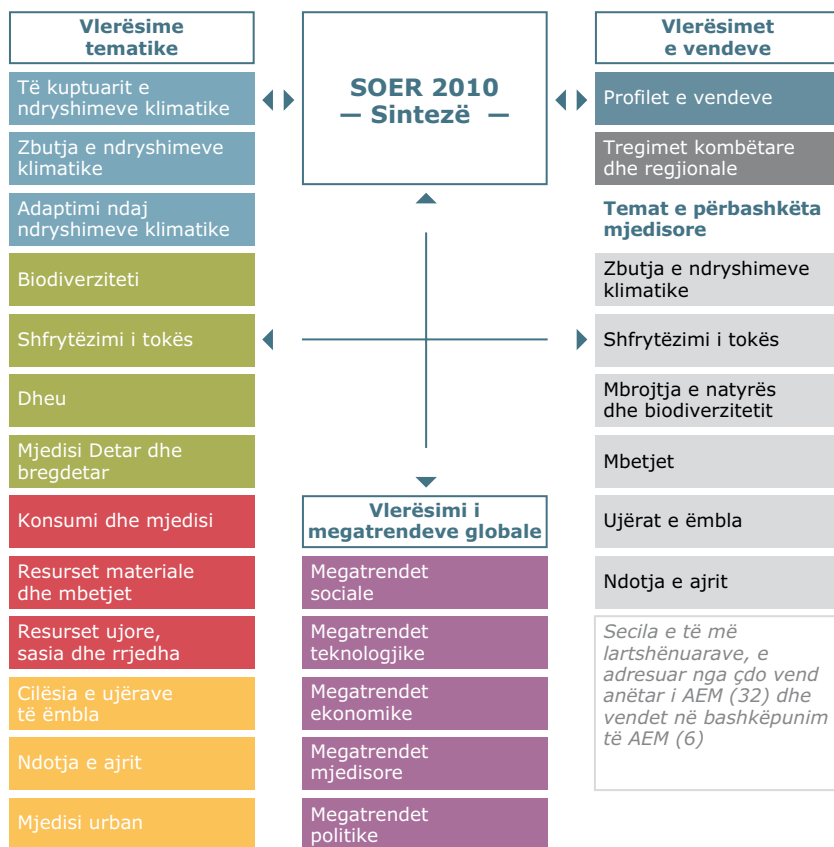 Vlerësime
tematike
Të kuptuarit e
ndryshimeve klimatike
Zbutja e ndryshimeve
klimatike
Adaptimi ndaj
ndryshimeve klimatike
Biodiverziteti
Shfrytëzimi i tokës
Dheu
Mjedisi Detar dhe
bregdetar
Konsumi dhe mjedisi
Resurset materiale
dhe mbetjet
Resurset ujore,
sasia dhe rrjedha
Cilësia e ujërave
të ëmbla
Ndotja e ajrit
Mjedisi urban
SOER 2010
— Sintezë —
Vlerësimi i
megatrendeve globale
Megatrendet
sociale
Megatrendet
teknologjike
Megatrendet
ekonomike
Megatrendet
mjedisore
Megatrendet
politike
Vlerësimet
e vendeve
Profilet e vendeve
Tregimet kombëtare
dhe regjionale
Temat e përbashkëta
mjedisore
Zbutja e ndryshimeve
klimatike
Shfrytëzimi i tokës
Mbrojtja e natyrës
dhe biodiverzitetit
Mbetjet
Ujërat e ëmbla
Ndotja e ajrit
Secila e të më
lartshënuarave, e
adresuar nga çdo vend
anëtar i AEM (32) dhe
vendet në bashkëpunim
të AEM (6)